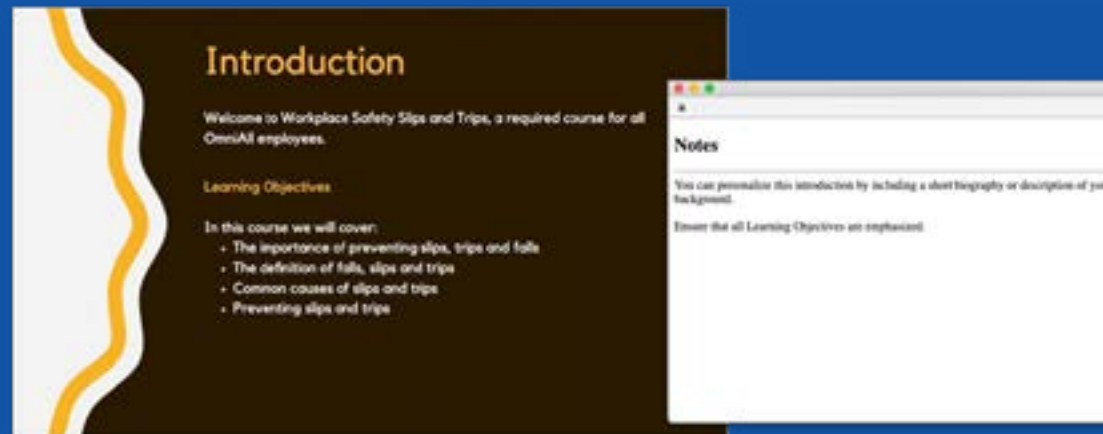 Introduction
Welcome to Workplace Safety Slips and Trips, a required course for all
OmniAll employees.
Learning Objectives
In this course we will cover:
• The importance of preventing slips, trips and falls
• The definition of falls, slips and trips
• Common causes of slips and trips
• Preventing slips and trips
Notes
You can personalize this introduction by including a short biography or description of
background.
Ensure that all Learning Objectives are emphasized.